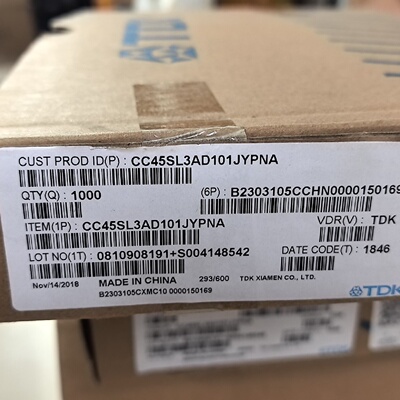 TDK
CUST PROD ID(P) : CC45SL3AD101JYPNA
QTY(Q) : 1000
(6P) : B2303105CCHN0000150169
ITEM(1P) : CC45SL3AD101JYPNA
VDR(V) : TDK
LOT NO(1T) : 0810908191+S004148542
DATE CODE(T) : 1846
Nov/14/2018 MADE IN CHINA 293/600 TDK XIAMEN CO., LTD.
B2303105CXMC10 0000150169
TDK